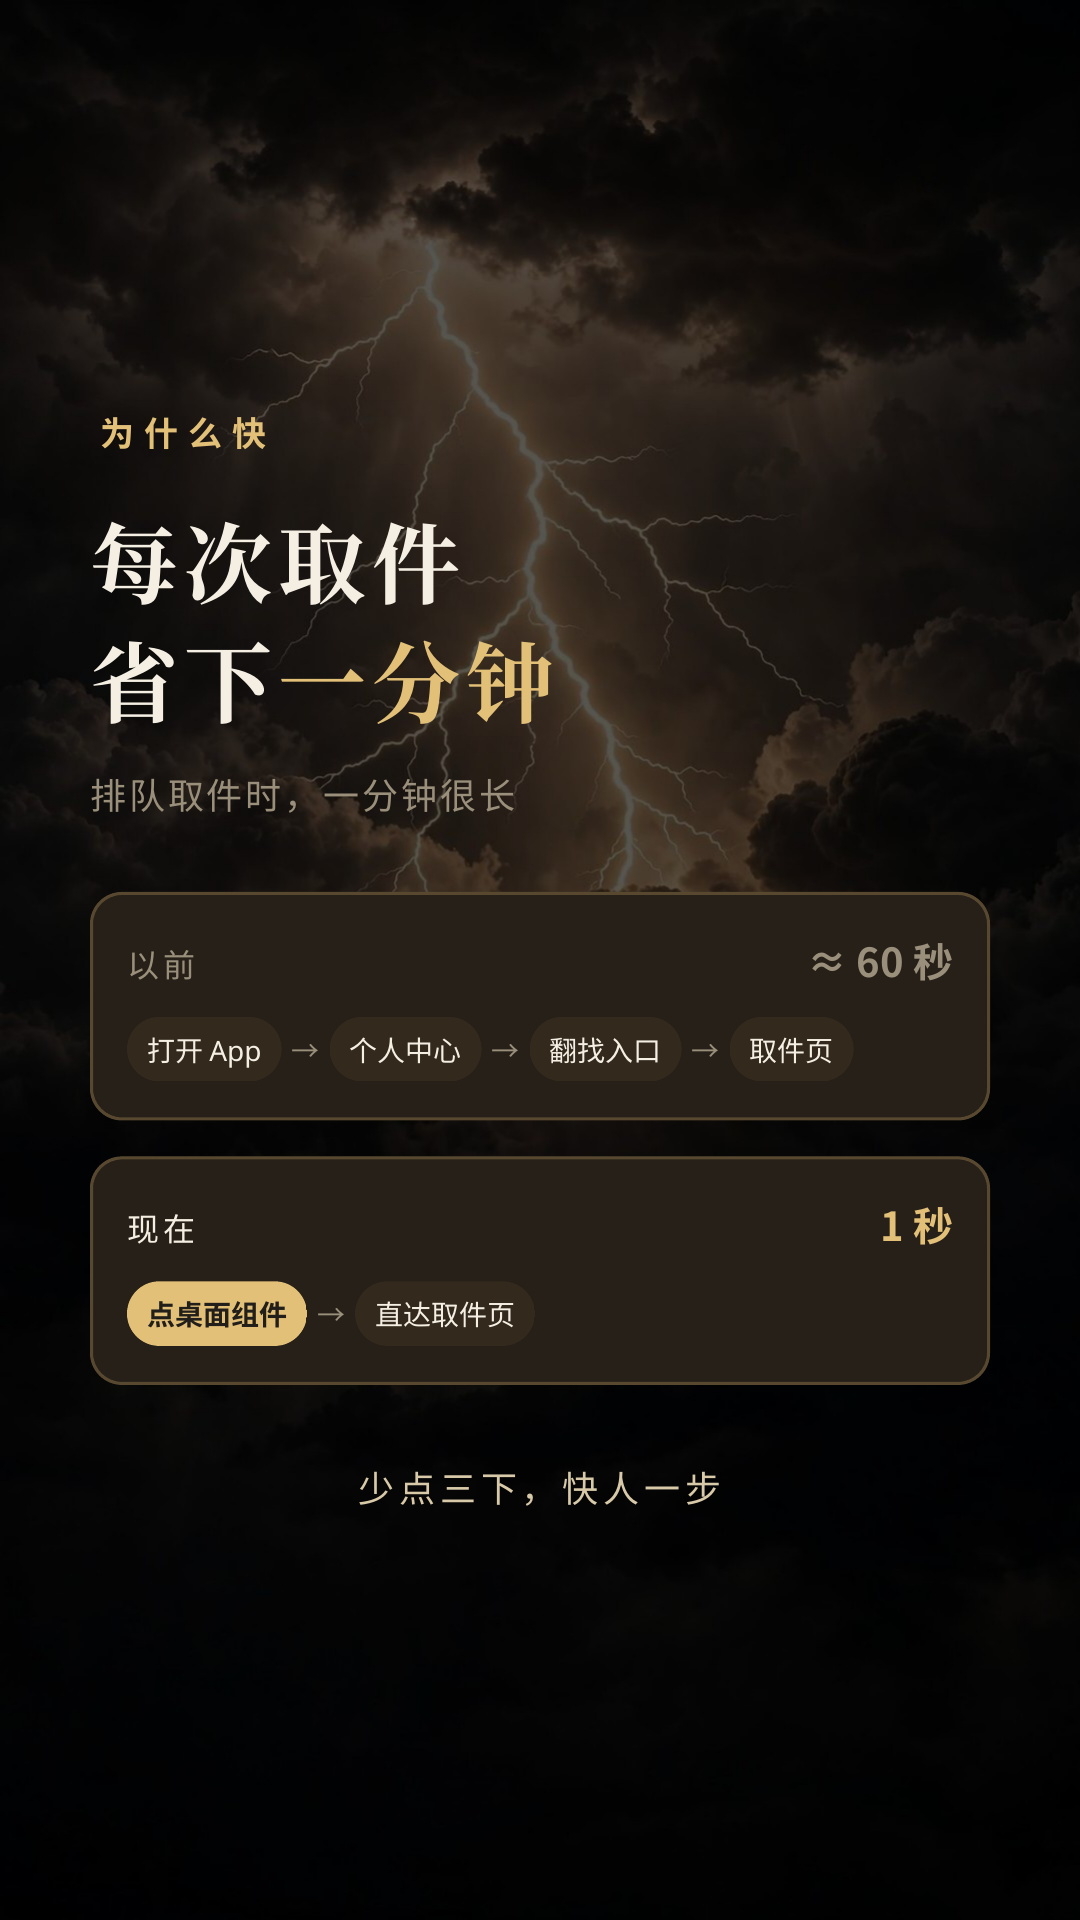 为什么快
每次取件
省下一分钟
排队取件时，一分钟很长
以前 ≈ 60 秒
打开 App → 个人中心 → 翻找入口 → 取件页
现在 1 秒
点桌面组件 → 直达取件页
少点三下，快人一步